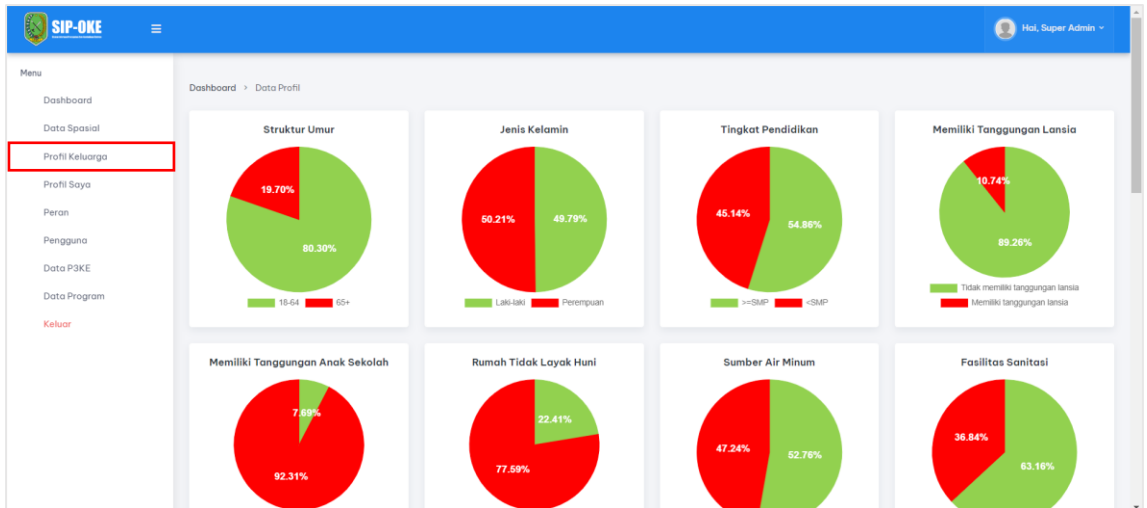 SIP-OKE
Hai, Super Admin
Menu
Dashboard
Data Spasial
Profil Keluarga
Profil Saya
Peran
Pengguna
Data P3KE
Data Program
Keluar
Dashboard > Data Profil
Struktur Umur
19.70%
80.30%
18-64 65+
Jenis Kelamin
50.21% 49.79%
Laki-laki Perempuan
Tingkat Pendidikan
45.14% 54.86%
>=SMP <SMP
Memiliki Tanggungan Lansia
10.74%
89.26%
Tidak memiliki tanggungan lansia
Memiliki tanggungan lansia
Memiliki Tanggungan Anak Sekolah
7.69%
92.31%
Rumah Tidak Layak Huni
22.41%
77.59%
Sumber Air Minum
47.24% 52.76%
Fasilitas Sanitasi
36.84%
63.16%